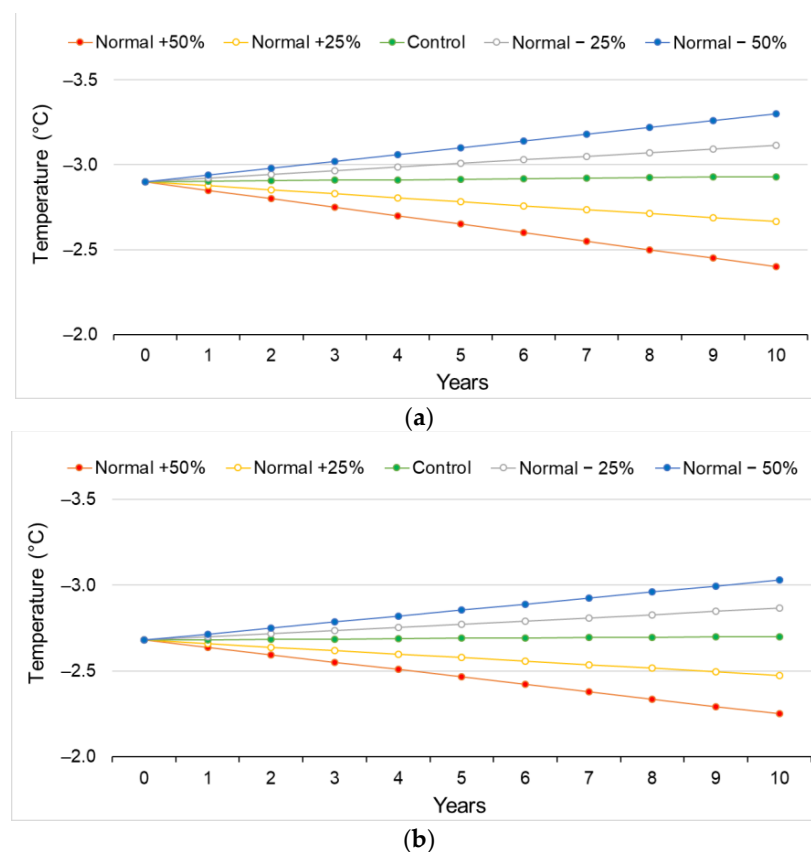 Normal +50% Normal +25% Control Normal − 25% Normal − 50%
–3.5
–3.0
–2.5
–2.0
Temperature (°C)
0 1 2 3 4 5 6 7 8 9 10
Years
(a)
Normal +50% Normal +25% Control Normal − 25% Normal − 50%
–3.5
–3.0
–2.5
–2.0
Temperature (°C)
0 1 2 3 4 5 6 7 8 9 10
Years
(b)